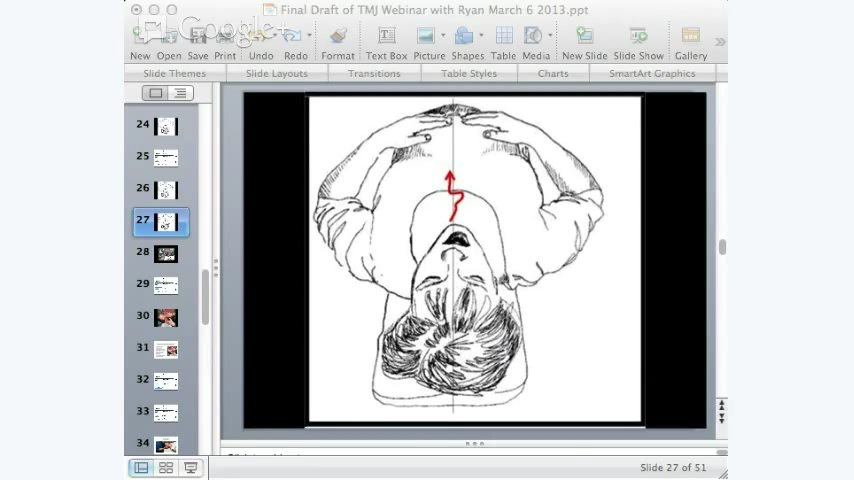 Final Draft of TMJ Webinar with Ryan March 6 2013.ppt
Google+
New Open Save Print Undo Redo Format Text Box Picture Shapes Table Media New Slide Slide Show Gallery
Slide Themes Slide Layouts Transitions Table Styles Charts SmartArt Graphics
24
25
26
27
28
29
30
31
32
33
34
Slide 27 of 51